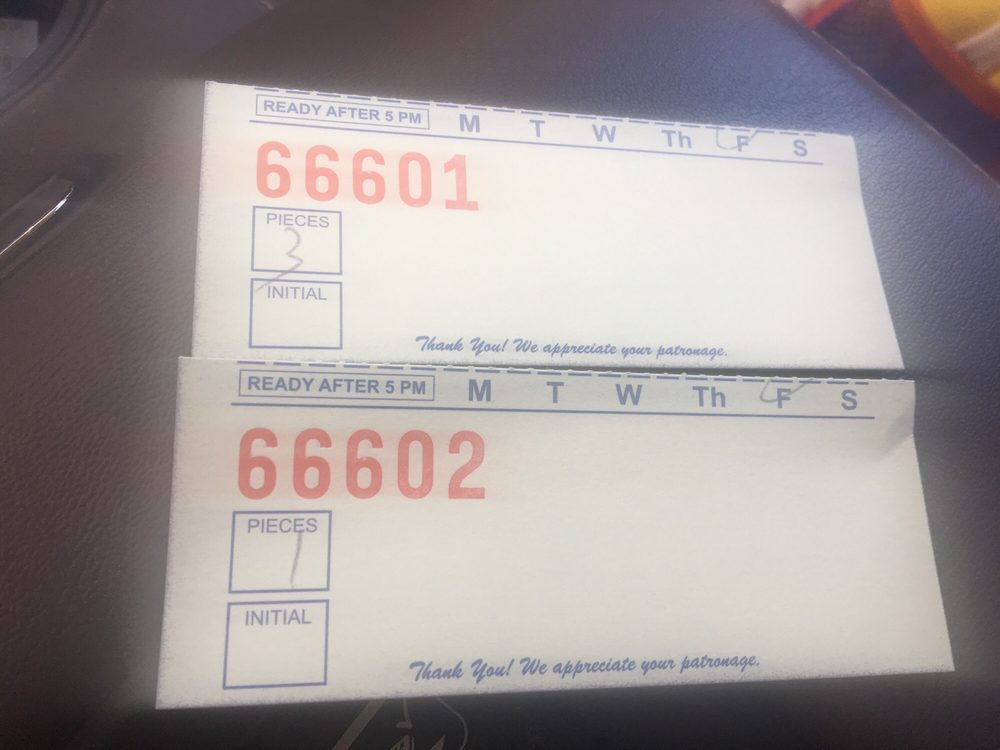 READY AFTER 5 PM M T W Th F S
66601
PIECES
3
INITIAL
Thank You! We appreciate your patronage.
READY AFTER 5 PM M T W Th F S
66602
PIECES
1
INITIAL
Thank You! We appreciate your patronage.